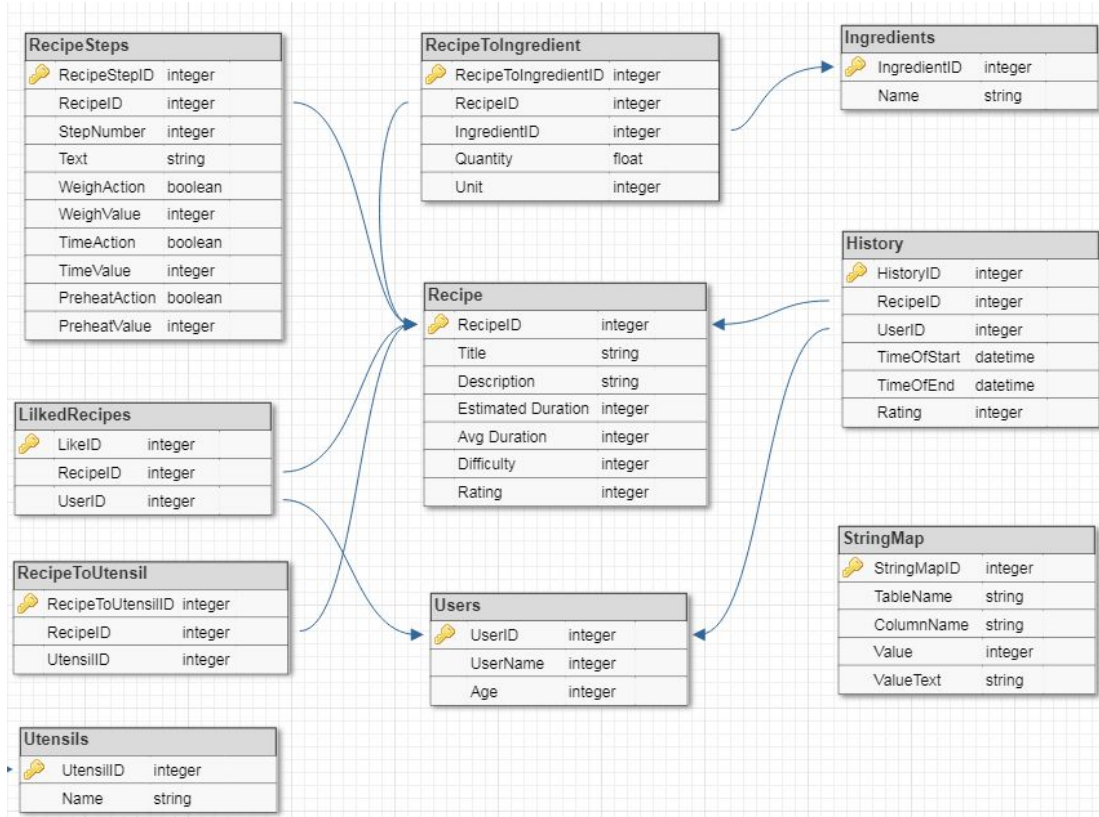 RecipeSteps
RecipeStepID integer
RecipeID integer
StepNumber integer
Text string
WeighAction boolean
WeighValue integer
TimeAction boolean
TimeValue integer
PreheatAction boolean
PreheatValue integer
RecipeToIngredient
RecipeToIngredientID integer
RecipeID integer
IngredientID integer
Quantity float
Unit integer
Ingredients
IngredientID integer
Name string
History
HistoryID integer
RecipeID integer
UserID integer
TimeOfStart datetime
TimeOfEnd datetime
Rating integer
Recipe
RecipeID integer
Title string
Description string
Estimated Duration integer
Avg Duration integer
Difficulty integer
Rating integer
LilkedRecipes
LikeID integer
RecipeID integer
UserID integer
RecipeToUtensil
RecipeToUtensilID integer
RecipeID integer
UtensilID integer
Users
UserID integer
UserName integer
Age integer
StringMap
StringMapID integer
TableName string
ColumnName string
Value integer
ValueText string
Utensils
UtensilID integer
Name string